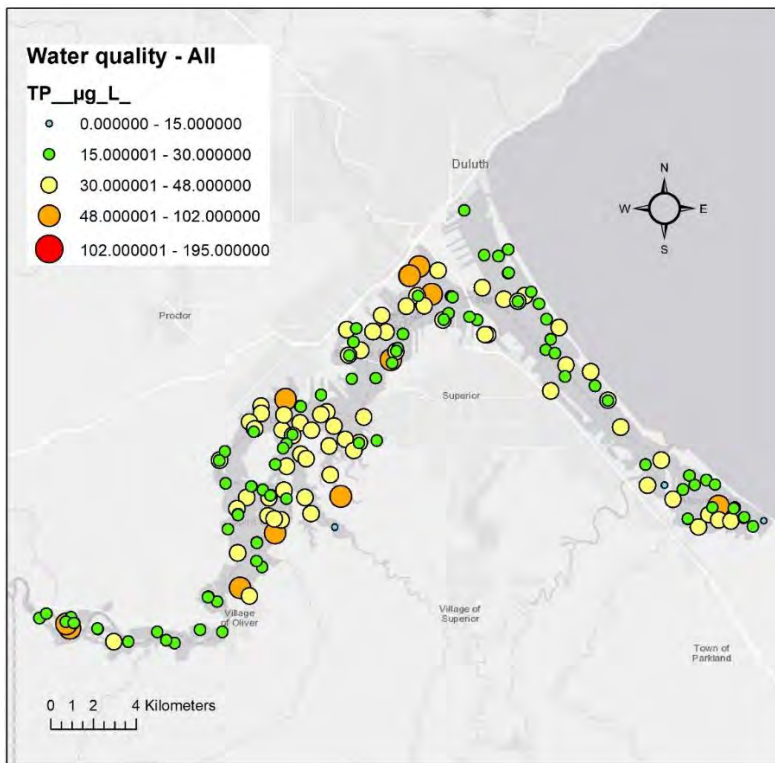 Water quality - All
TP__µg_L_
0.000000 - 15.000000
15.000001 - 30.000000
30.000001 - 48.000000
48.000001 - 102.000000
102.000001 - 195.000000
Duluth
N
W E
S
Proctor
Superior
Village
of Oliver
Village of
Superior
Town of
Parkland
0 1 2 4 Kilometers